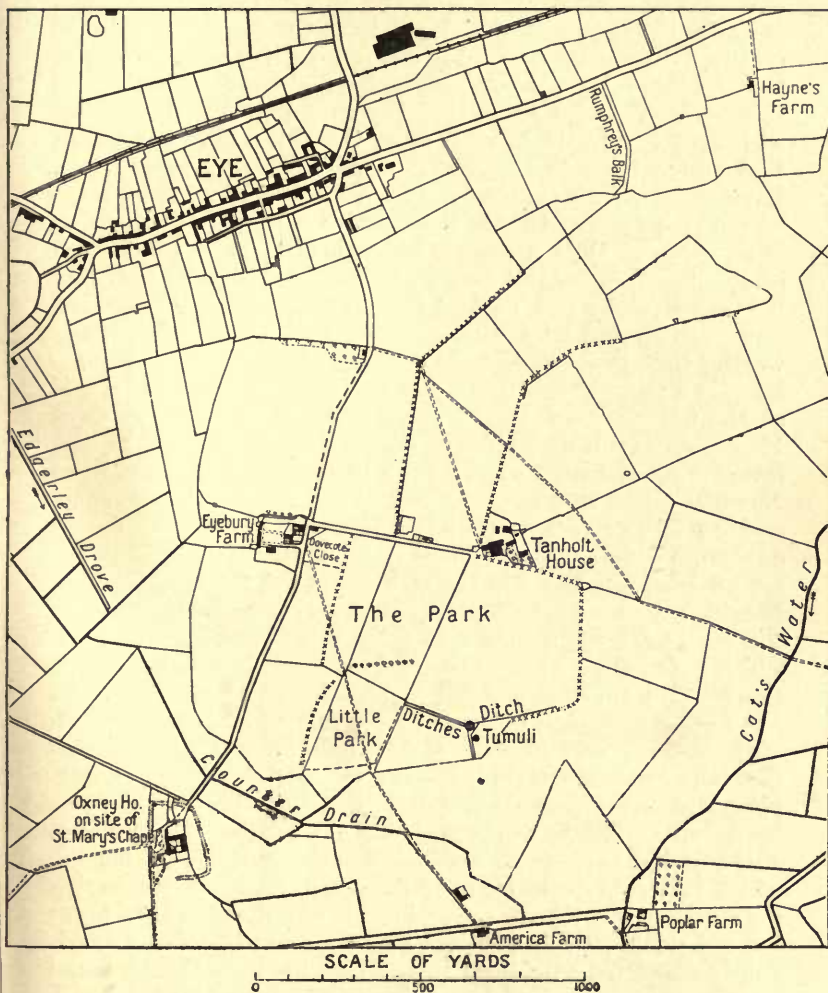 EYE
Hayne's
Farm
Rumphrey's Balk
Edgerley Drove
Eyebury
Farm
Dovecote
Close
Tanholt
House
The Park
Cat's Water
Little
Park
Ditches
Ditch
Tumuli
Counter Drain
Oxney Ho.
on site of
St. Mary's Chapel
America Farm
Poplar Farm
SCALE OF YARDS
0 500 1000